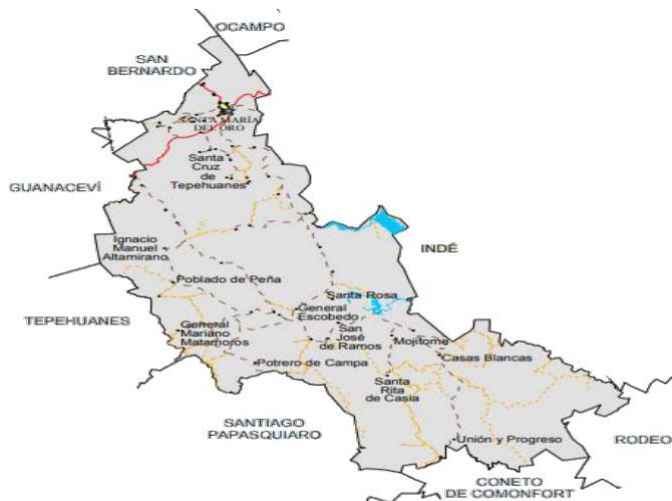 OCAMPO
SAN
BERNARDO
SANTA MARÍA
DEL ORO
Santa
Cruz
de
Tepehuanes
GUANACEVÍ
Ignacio
Manuel
Altamirano
INDÉ
Poblado de Peña
Santa Rosa
TEPEHUANES
General
Escobedo
General
Mariano
Matamoros
San
José
de Ramos
Mojitome
Casas Blancas
Potrero de Campa
Santa
Rita
de Casia
SANTIAGO
PAPASQUIARO
Unión y Progreso
RODEO
CONETO
DE COMONFORT